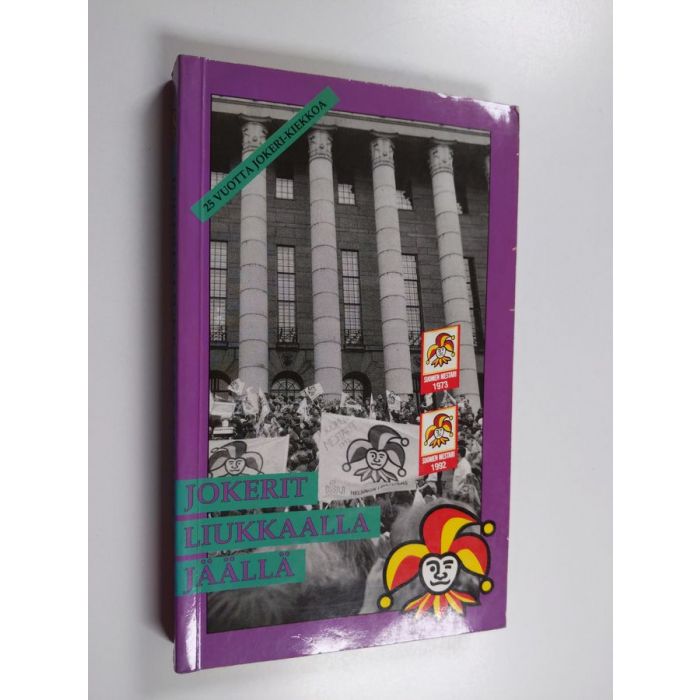 25 VUOTTA JOKERI-KIEKKOA
SUOMEN MESTARI
1973
SUOMEN MESTARI
1992
JOKERIT
LIUKKAALLA
JÄÄLLÄ